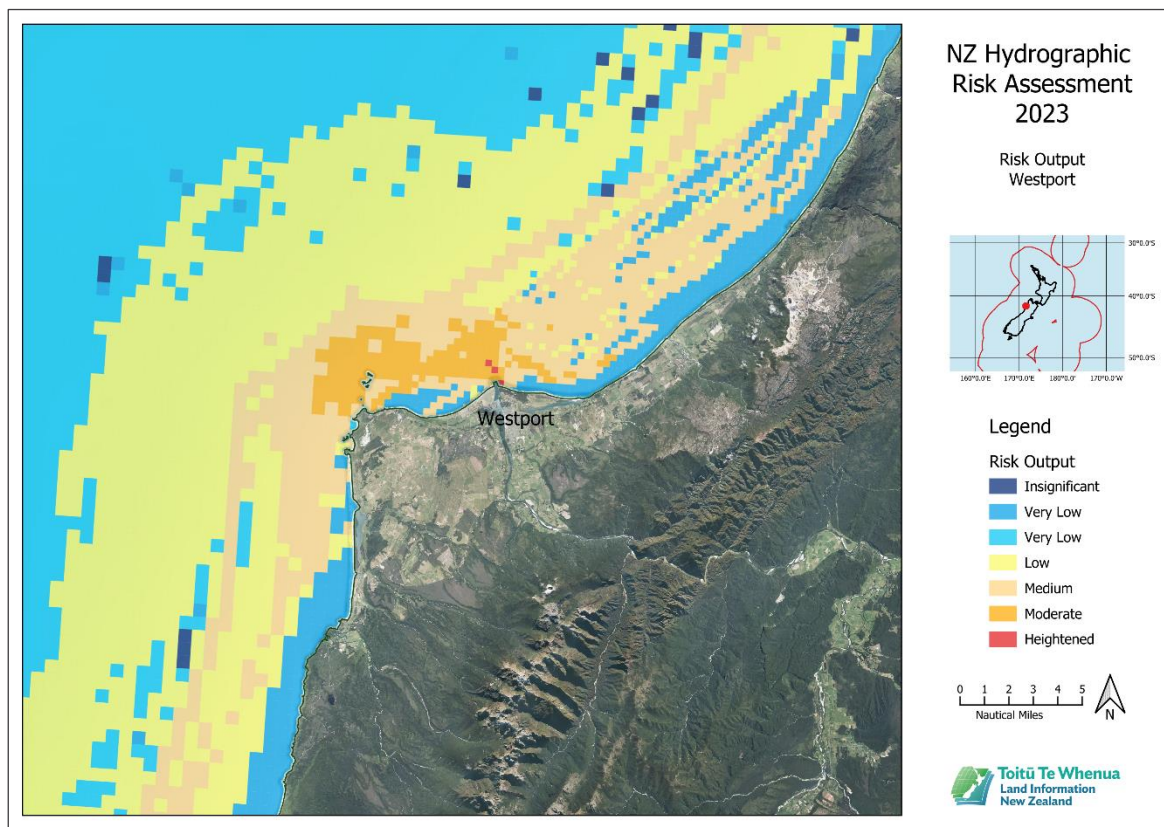 NZ Hydrographic
Risk Assessment
2023
Risk Output
Westport
30°0.0'S
40°0.0'S
50°0.0'S
160°0.0'E 170°0.0'E 180°0.0' 170°0.0'W
Westport
Legend
Risk Output
Insignificant
Very Low
Very Low
Low
Medium
Moderate
Heightened
0 1 2 3 4 5
Nautical Miles
N
Toitū Te Whenua
Land Information
New Zealand